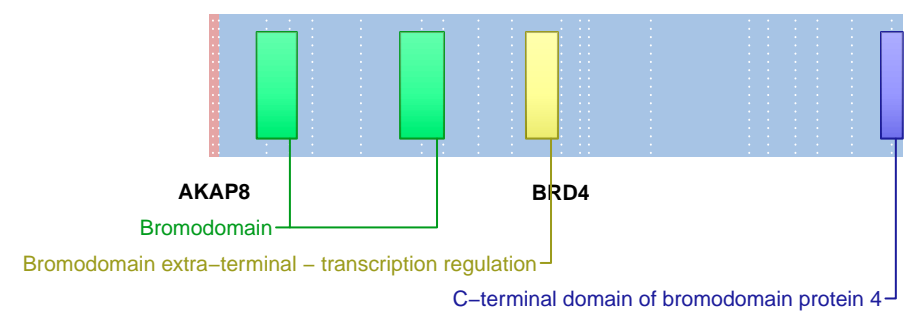 AKAP8 BRD4
Bromodomain
Bromodomain extra−terminal − transcription regulation
C−terminal domain of bromodomain protein 4